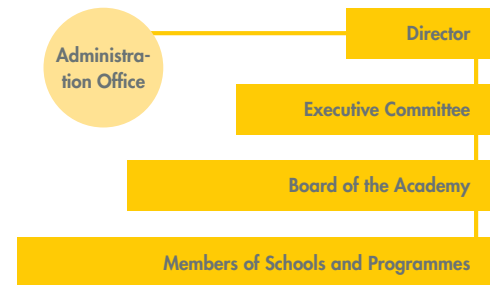 Director
Administra-
tion Office
Executive Committee
Board of the Academy
Members of Schools and Programmes